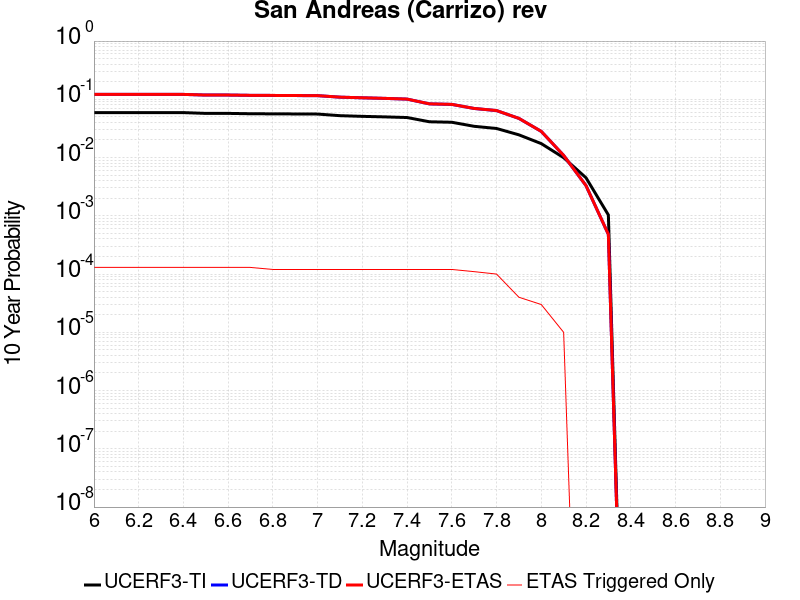 San Andreas (Carrizo) rev
10^0
10^-1
10^-2
10^-3
10^-4
10^-5
10^-6
10^-7
10^-8
10 Year Probability
6 6.2 6.4 6.6 6.8 7 7.2 7.4 7.6 7.8 8 8.2 8.4 8.6 8.8 9
Magnitude
UCERF3-TI UCERF3-TD UCERF3-ETAS ETAS Triggered Only